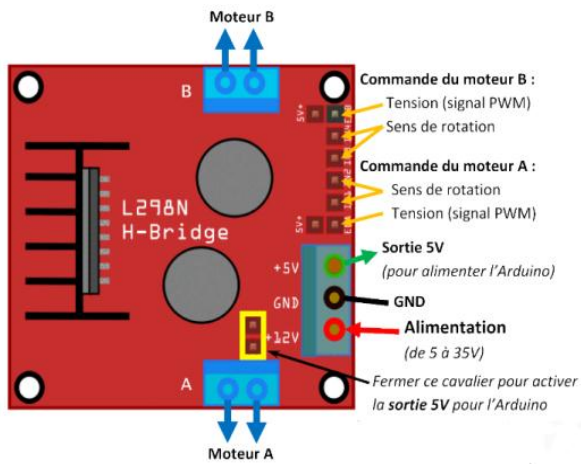 Moteur B
B
Commande du moteur B :
Tension (signal PWM)
Sens de rotation
5V+
Commande du moteur A :
Sens de rotation
Tension (signal PWM)
5V+
L298N
H-Bridge
Sortie 5V
(pour alimenter l’Arduino)
+5V
GND
GND
+12V
Alimentation
(de 5 à 35V)
Fermer ce cavalier pour activer
la sortie 5V pour l’Arduino
A
Moteur A